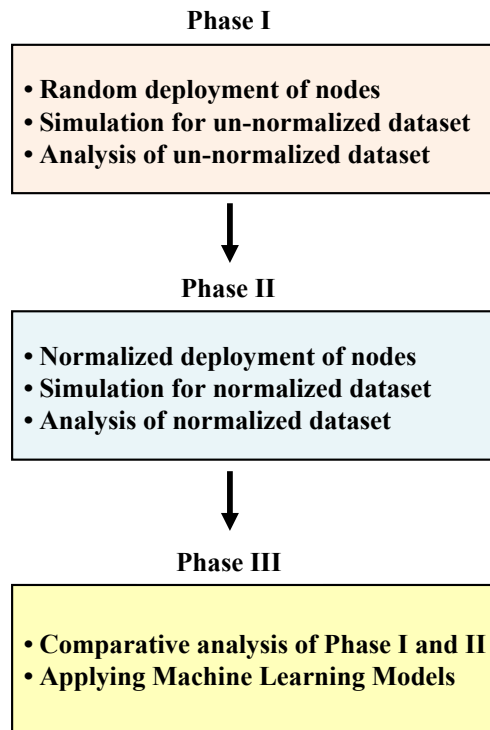 Phase I
• Random deployment of nodes
• Simulation for un-normalized dataset
• Analysis of un-normalized dataset
Phase II
• Normalized deployment of nodes
• Simulation for normalized dataset
• Analysis of normalized dataset
Phase III
• Comparative analysis of Phase I and II
• Applying Machine Learning Models